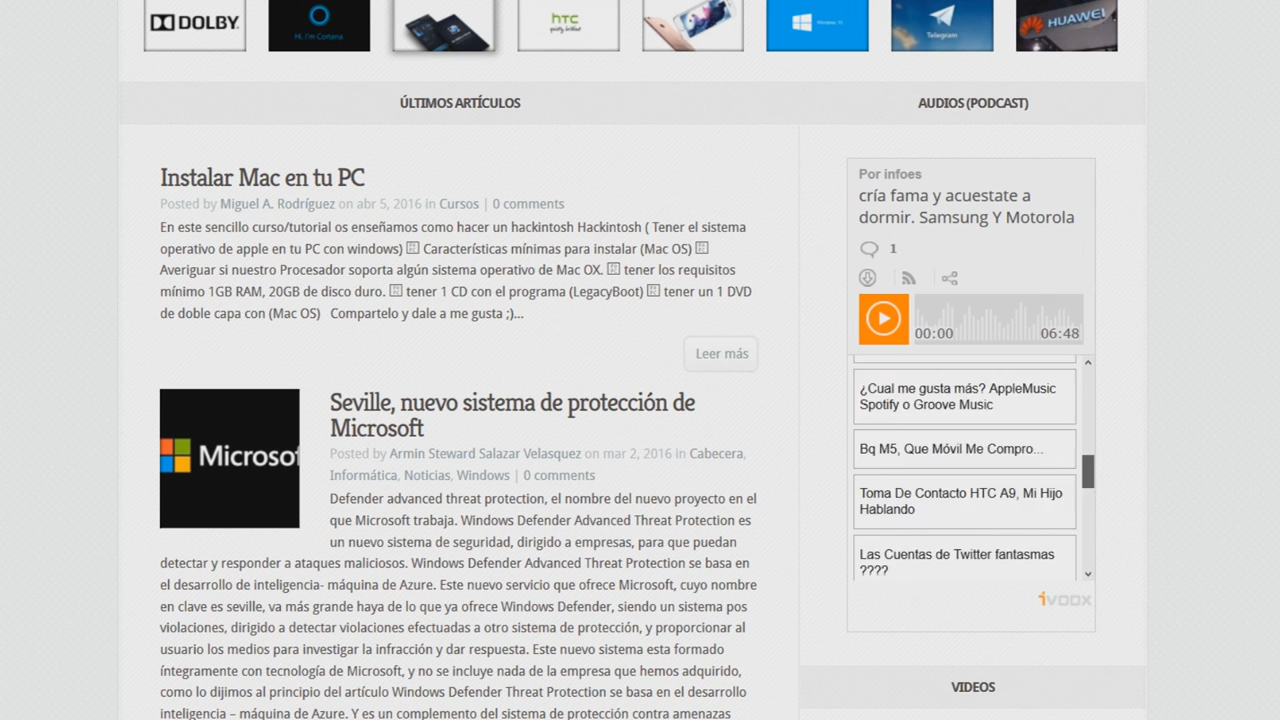 DOLBY
Hi. I'm Cortana
hTC
quietly brilliant
Windows 10
Telegram
HUAWEI
ÚLTIMOS ARTÍCULOS
AUDIOS (PODCAST)
Instalar Mac en tu PC
Posted by Miguel A. Rodríguez on abr 5, 2016 in Cursos | 0 comments
En este sencillo curso/tutorial os enseñamos como hacer un hackintosh Hackintosh ( Tener el sistema
operativo de apple en tu PC con windows) Características mínimas para instalar (Mac OS)
Averiguar si nuestro Procesador soporta algún sistema operativo de Mac OX. tener los requisitos
mínimo 1GB RAM, 20GB de disco duro. tener 1 CD con el programa (LegacyBoot) tener un 1 DVD
de doble capa con (Mac OS) Compartelo y dale a me gusta ;)...
Leer más
Seville, nuevo sistema de protección de
Microsoft
Microsof
Posted by Armin Steward Salazar Velasquez on mar 2, 2016 in Cabecera,
Informática, Noticias, Windows | 0 comments
Defender advanced threat protection, el nombre del nuevo proyecto en el
que Microsoft trabaja. Windows Defender Advanced Threat Protection es
un nuevo sistema de seguridad, dirigido a empresas, para que puedan
detectar y responder a ataques maliciosos. Windows Defender Advanced Threat Protection se basa en
el desarrollo de inteligencia- máquina de Azure. Este nuevo servicio que ofrece Microsoft, cuyo nombre
en clave es seville, va más grande haya de lo que ya ofrece Windows Defender, siendo un sistema pos
violaciones, dirigido a detectar violaciones efectuadas a otro sistema de protección, y proporcionar al
usuario los medios para investigar la infracción y dar respuesta. Este nuevo sistema esta formado
íntegramente con tecnología de Microsoft, y no se incluye nada de la empresa que hemos adquirido,
como lo dijimos al principio del artículo Windows Defender Threat Protection se basa en el desarrollo
inteligencia – máquina de Azure. Y es un complemento del sistema de protección contra amenazas
Por infoes
cría fama y acuestate a
dormir. Samsung Y Motorola
1
00:00 06:48
¿Cual me gusta más? AppleMusic
Spotify o Groove Music
Bq M5, Que Móvil Me Compro...
Toma De Contacto HTC A9, Mi Hijo
Hablando
Las Cuentas de Twitter fantasmas
????
ivoox
VIDEOS